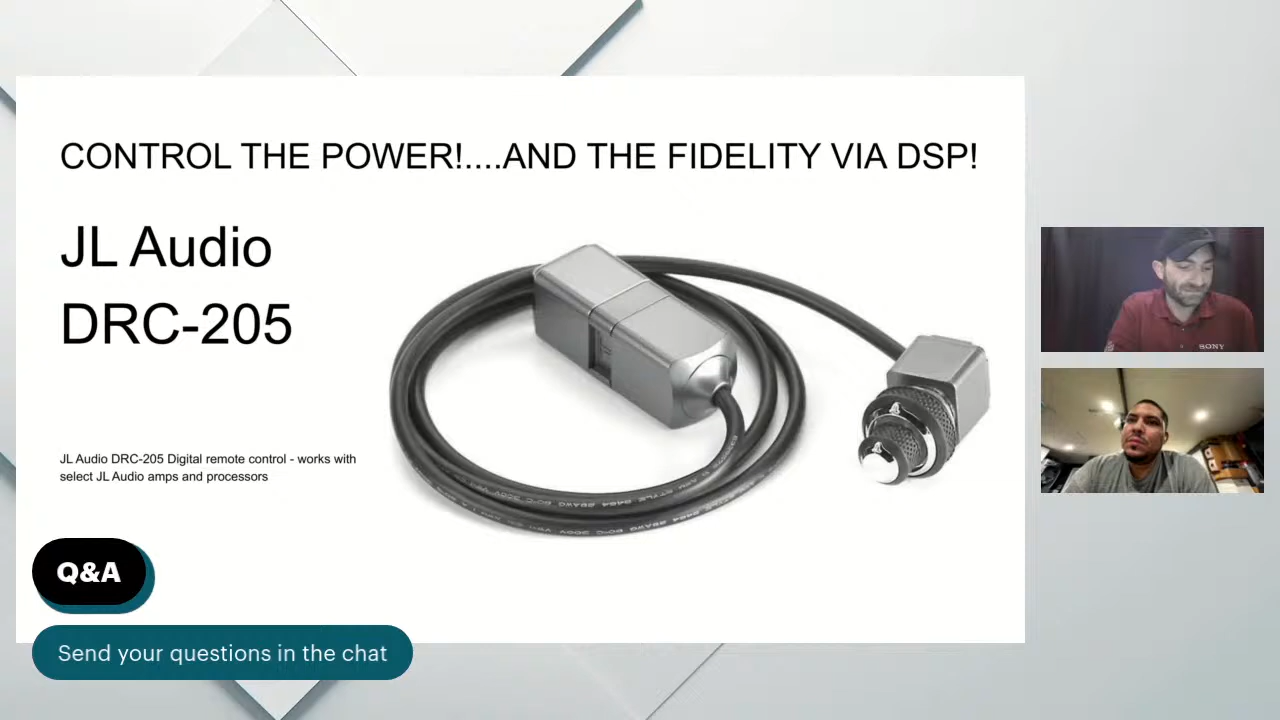 CONTROL THE POWER!....AND THE FIDELITY VIA DSP!
JL Audio
DRC-205
JL Audio DRC-205 Digital remote control - works with
select JL Audio amps and processors
Q&A
Send your questions in the chat
SONY